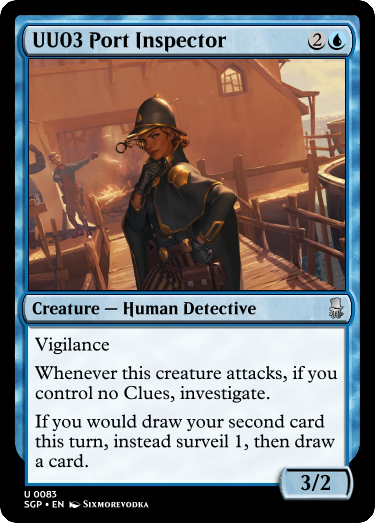 UU03 Port Inspector 2
Creature — Human Detective
Vigilance
Whenever this creature attacks, if you
control no Clues, investigate.
If you would draw your second card
this turn, instead surveil 1, then draw
a card.
3/2
U 0083
SGP • EN Sixmorevodka